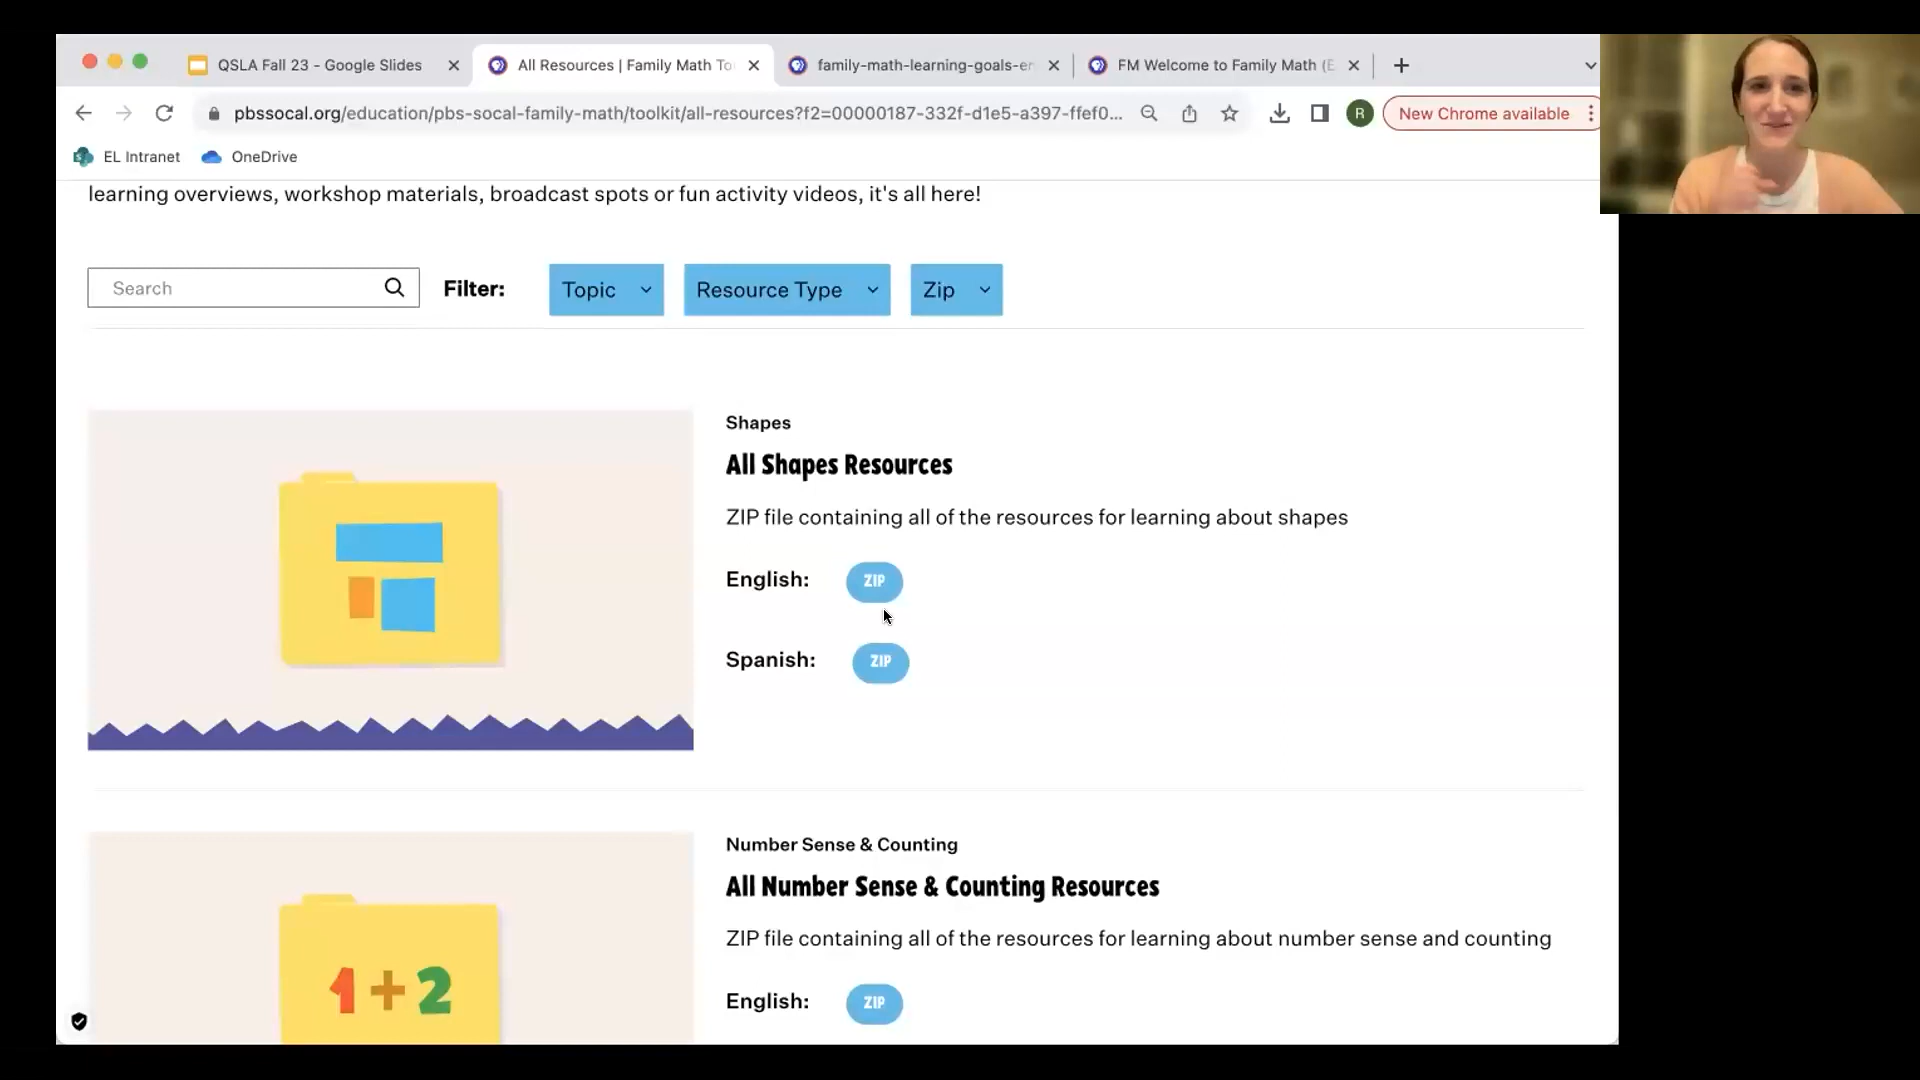 QSLA Fall 23 - Google Slides
All Resources | Family Math To
family-math-learning-goals-en
FM Welcome to Family Math (E
pbssocal.org/education/pbs-socal-family-math/toolkit/all-resources?f2=00000187-332f-d1e5-a397-ffef0...
R
New Chrome available
EL Intranet
OneDrive
learning overviews, workshop materials, broadcast spots or fun activity videos, it's all here!
Search
Filter:
Topic
Resource Type
Zip
Shapes
All Shapes Resources
ZIP file containing all of the resources for learning about shapes
English: ZIP
Spanish: ZIP
Number Sense & Counting
All Number Sense & Counting Resources
ZIP file containing all of the resources for learning about number sense and counting
1+2
English: ZIP